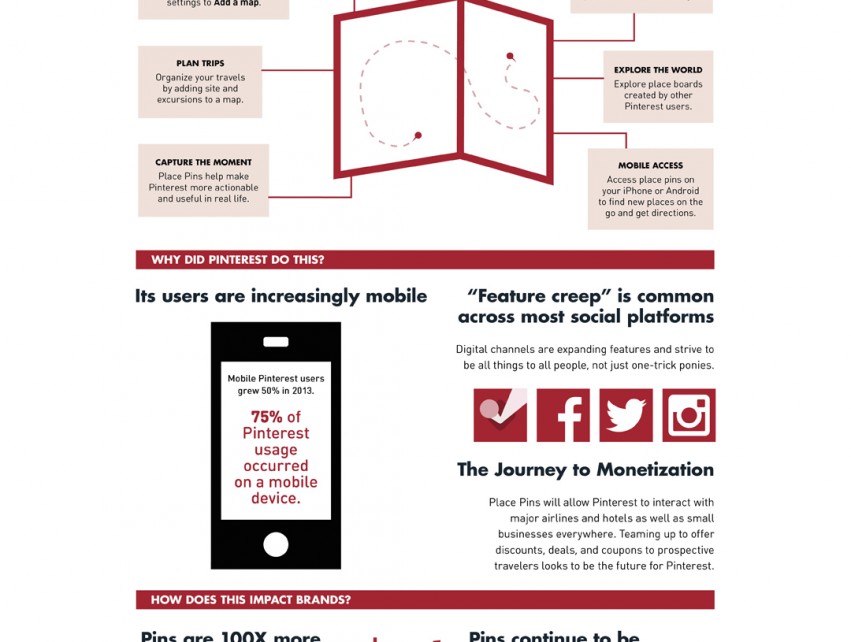 settings to Add a map.
PLAN TRIPS
Organize your travels
by adding site and
excursions to a map.
CAPTURE THE MOMENT
Place Pins help make
Pinterest more actionable
and useful in real life.
EXPLORE THE WORLD
Explore place boards
created by other
Pinterest users.
MOBILE ACCESS
Access place pins on
your iPhone or Android
to find new places on the
go and get directions.
WHY DID PINTEREST DO THIS?
Its users are increasingly mobile
Mobile Pinterest users
grew 50% in 2013.
75% of
Pinterest
usage
occurred
on a mobile
device.
“Feature creep” is common
across most social platforms
Digital channels are expanding features and strive to
be all things to all people, not just one-trick ponies.
The Journey to Monetization
Place Pins will allow Pinterest to interact with
major airlines and hotels as well as small
businesses everywhere. Teaming up to offer
discounts, deals, and coupons to prospective
travelers looks to be the future for Pinterest.
HOW DOES THIS IMPACT BRANDS?
Pins are 100X more
Pins continue to be